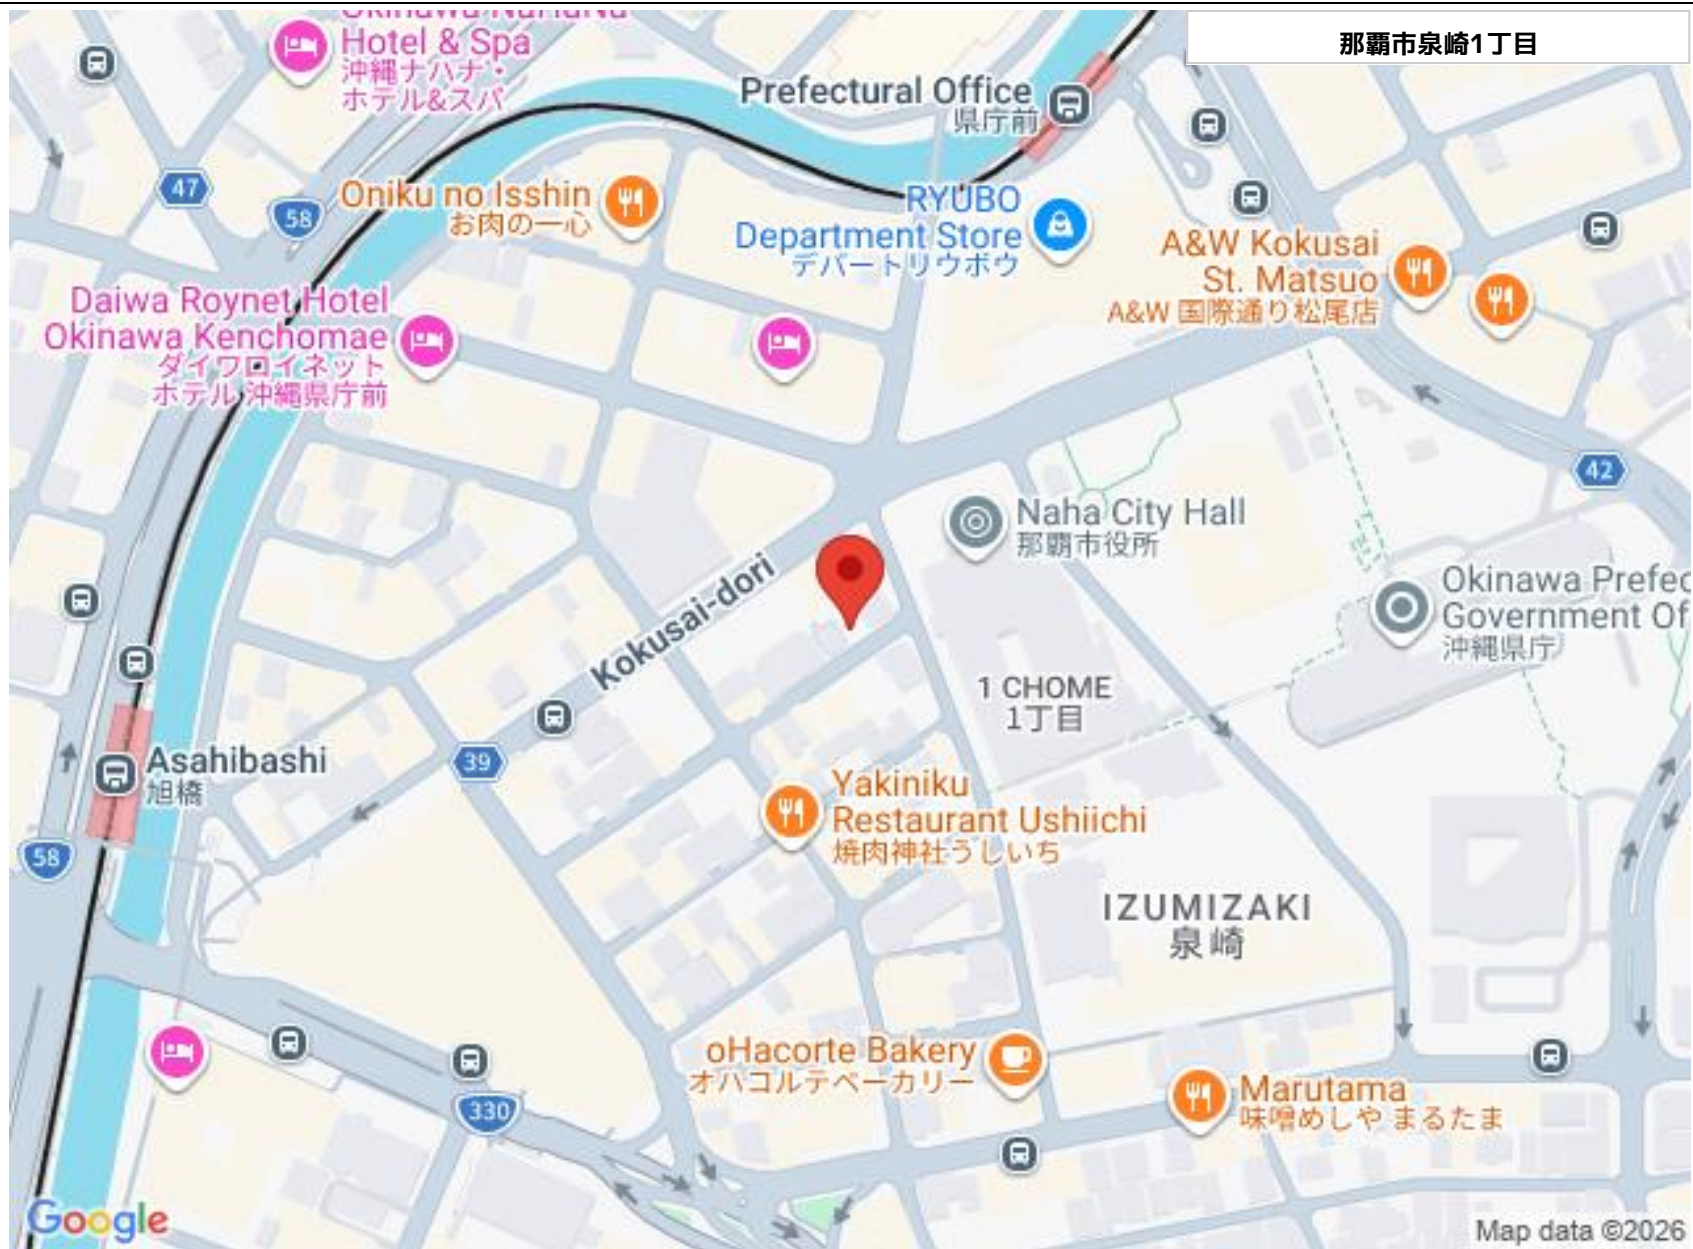 那覇市泉崎1丁目
Hotel & Spa
沖縄ナハナ・
ホテル&スパ
Prefectural Office
県庁前
47
58
Oniku no Isshin
お肉の一心
RYUBO
Department Store
デパートリウボウ
A&W Kokusai
St. Matsuo
A&W 国際通り松尾店
Daiwa Roynet Hotel
Okinawa Kenchomae
ダイワロイネット
ホテル 沖縄県庁前
42
Naha City Hall
那覇市役所
Okinawa Prefec
Government Of
沖縄県庁
Kokusai-dori
1 CHOME
1丁目
39
Asahibashi
旭橋
58
Yakiniku
Restaurant Ushiichi
焼肉神社うしいち
IZUMIZAKI
泉崎
oHacorte Bakery
オハコルテベーカリー
Marutama
味噌めしや まるたま
330
Google
Map data ©2026